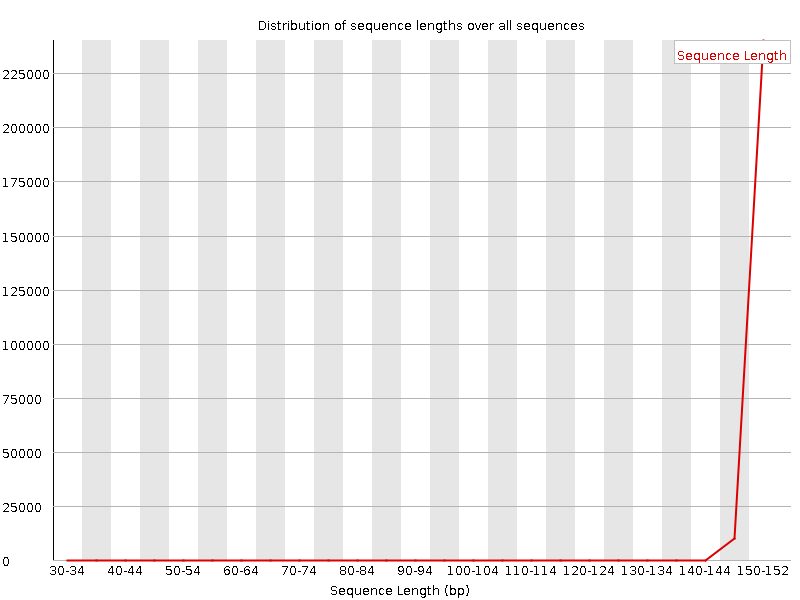 Distribution of sequence lengths over all sequences
Sequence Length
225000
200000
175000
150000
125000
100000
75000
50000
25000
0
30-34 40-44 50-54 60-64 70-74 80-84 90-94 100-104 110-114 120-124 130-134 140-144 150-152
Sequence Length (bp)